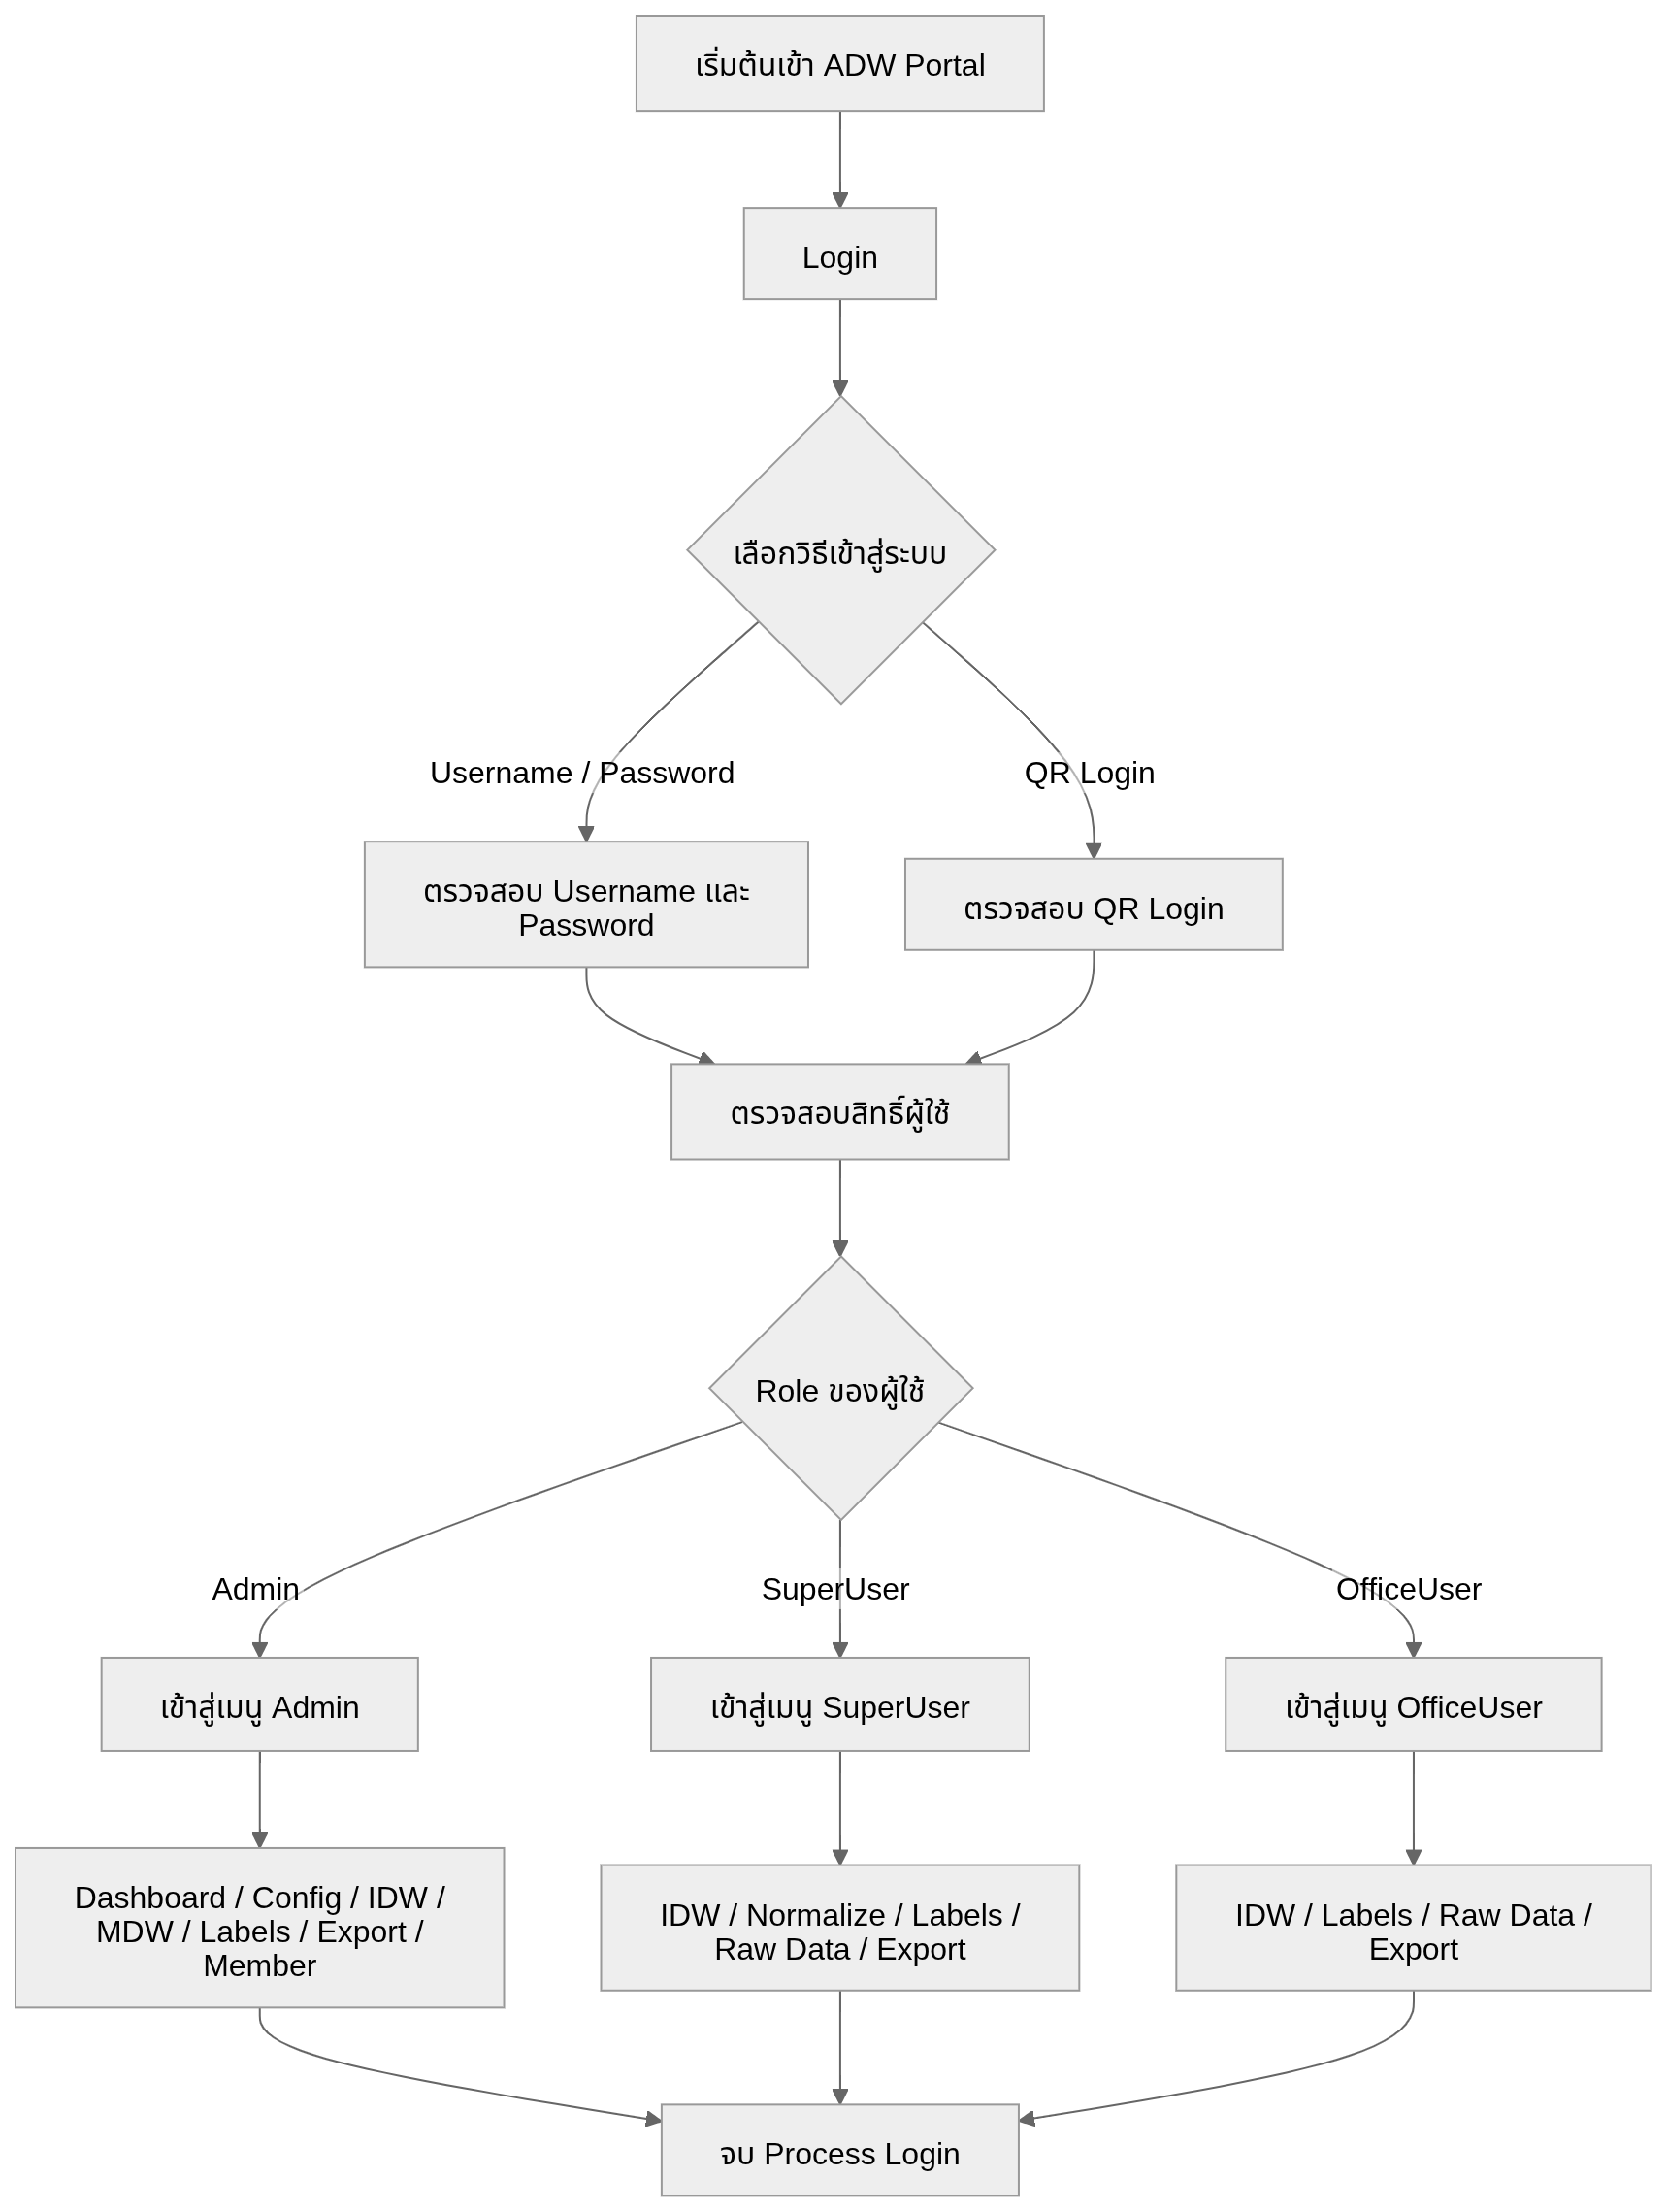 เริ่มต้นเข้า ADW Portal
Login
เลือกวิธีเข้าสู่ระบบ
Username / Password
QR Login
ตรวจสอบ Username และ
Password
ตรวจสอบ QR Login
ตรวจสอบสิทธิ์ผู้ใช้
Role ของผู้ใช้
Admin
SuperUser
OfficeUser
เข้าสู่เมนู Admin
เข้าสู่เมนู SuperUser
เข้าสู่เมนู OfficeUser
Dashboard / Config / IDW /
MDW / Labels / Export /
Member
IDW / Normalize / Labels /
Raw Data / Export
IDW / Labels / Raw Data /
Export
จบ Process Login